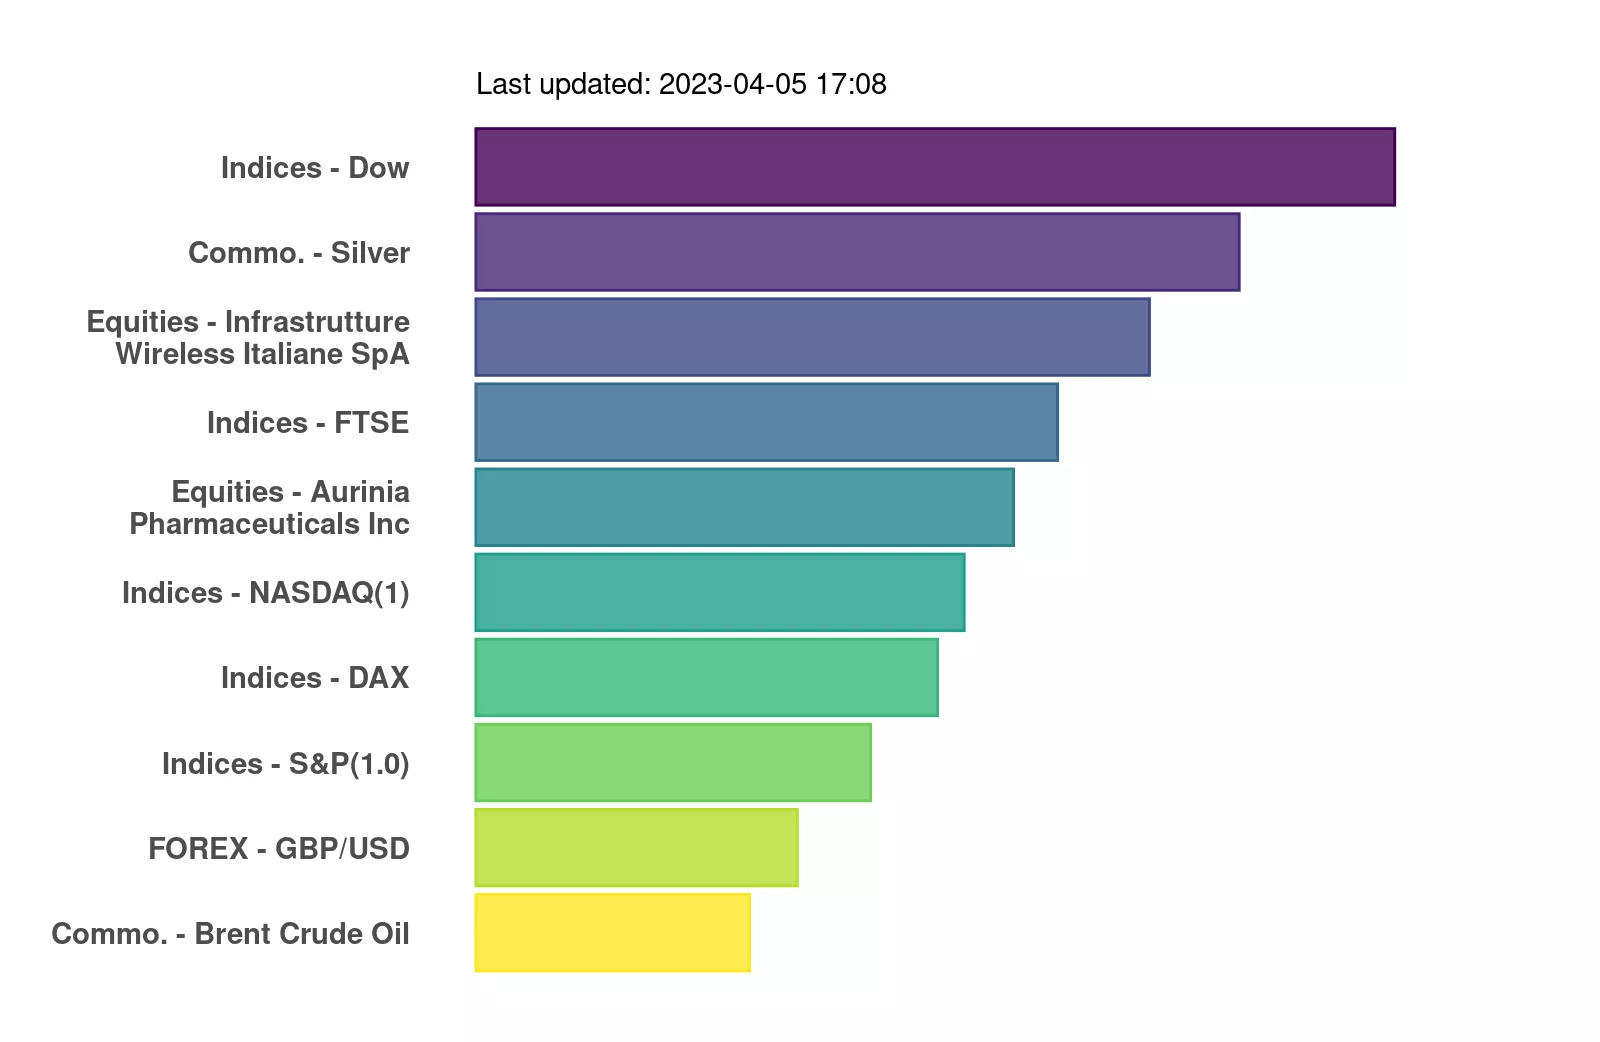 Last updated: 2023-04-05 17:08
Indices - Dow
Commo. - Silver
Equities - Infrastrutture
Wireless Italiane SpA
Indices - FTSE
Equities - Aurinia
Pharmaceuticals Inc
Indices - NASDAQ(1)
Indices - DAX
Indices - S&P(1.0)
FOREX - GBP/USD
Commo. - Brent Crude Oil